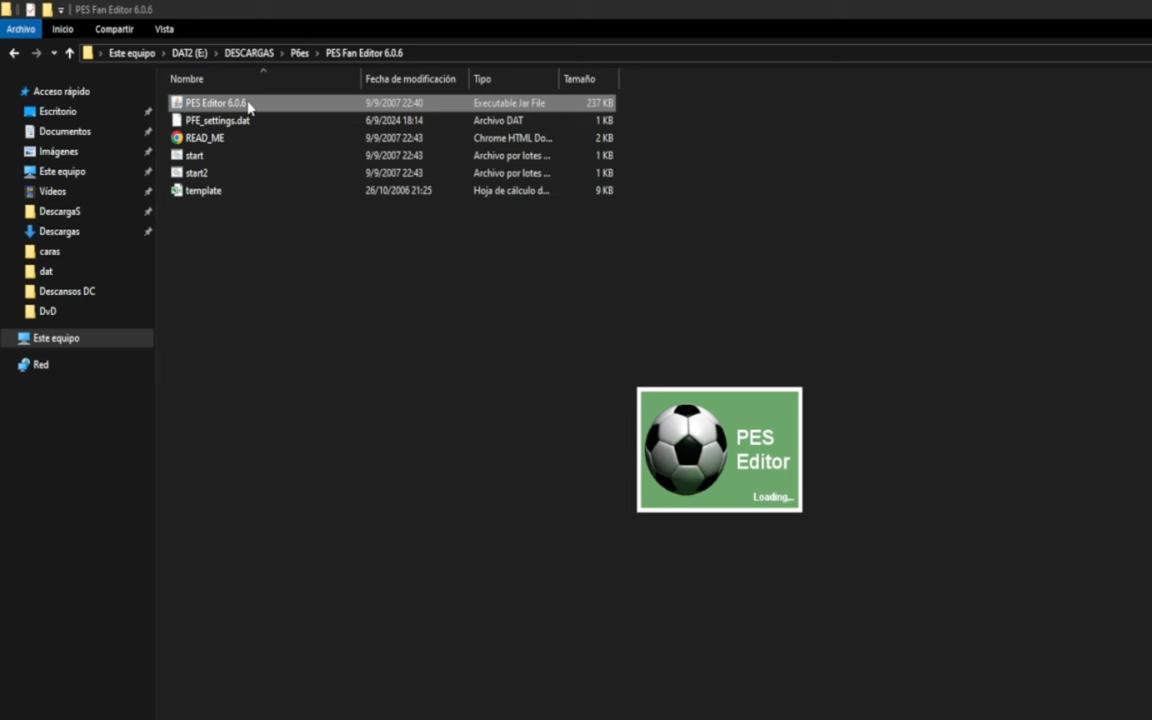 PES Fan Editor 6.0.6
Archivo Inicio Compartir Vista
Este equipo > DAT2 (E:) > DESCARGAS > P6es > PES Fan Editor 6.0.6
Nombre Fecha de modificación Tipo Tamaño
PES Editor 6.0.6 9/9/2007 22:40 Executable Jar File 237 KB
PFE_settings.dat 6/9/2024 18:14 Archivo DAT 1 KB
READ_ME 9/9/2007 22:43 Chrome HTML Do... 2 KB
start 9/9/2007 22:43 Archivo por lotes ... 1 KB
start2 9/9/2007 22:43 Archivo por lotes ... 1 KB
template 26/10/2006 21:25 Hoja de cálculo d... 9 KB
Acceso rápido
Escritorio
Documentos
Imágenes
Este equipo
Vídeos
DescargaS
Descargas
caras
dat
Descansos DC
DvD
Este equipo
Red
PES
Editor
Loading...